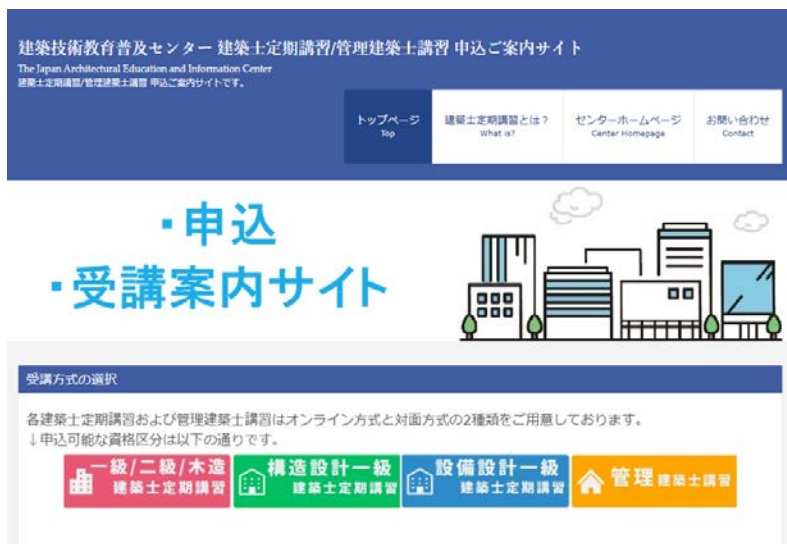 建築技術教育普及センター 建築士定期講習/管理建築士講習 申込ご案内サイト
The Japan Architectural Education and Information Center
建築士定期講習/管理建築士講習 申込ご案内サイトです。
トップページ
Top
建築士定期講習とは?
What is?
センターホームページ
Center Homepage
お問い合わせ
Contact
・申込
・受講案内サイト
受講方式の選択
各建築士定期講習および管理建築士講習はオンライン方式と対面方式の2種類をご用意しております。
↓申込可能な資格区分は以下の通りです。
一級/二級/木造
建築士定期講習
構造設計一級
建築士定期講習
設備設計一級
建築士定期講習
管理建築士講習